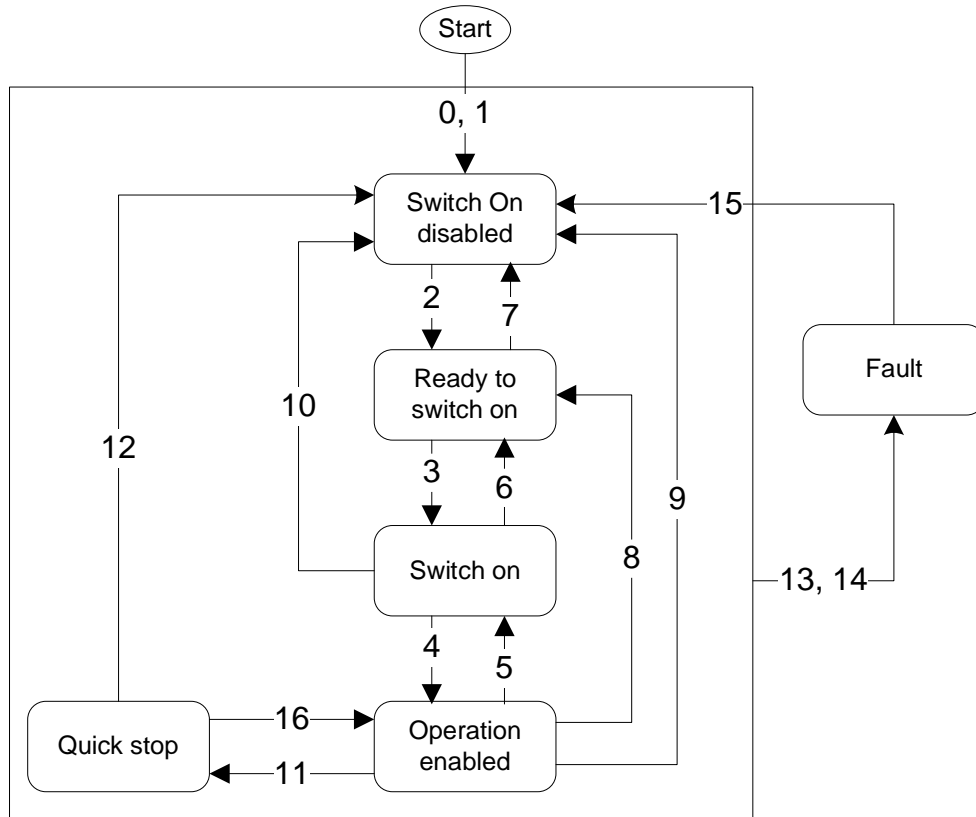 Start
0, 1
Switch On
disabled
15
2
7
Ready to
switch on
Fault
10
12
3
6
9
8
Switch on
13, 14
4
5
16
Operation
enabled
Quick stop
11